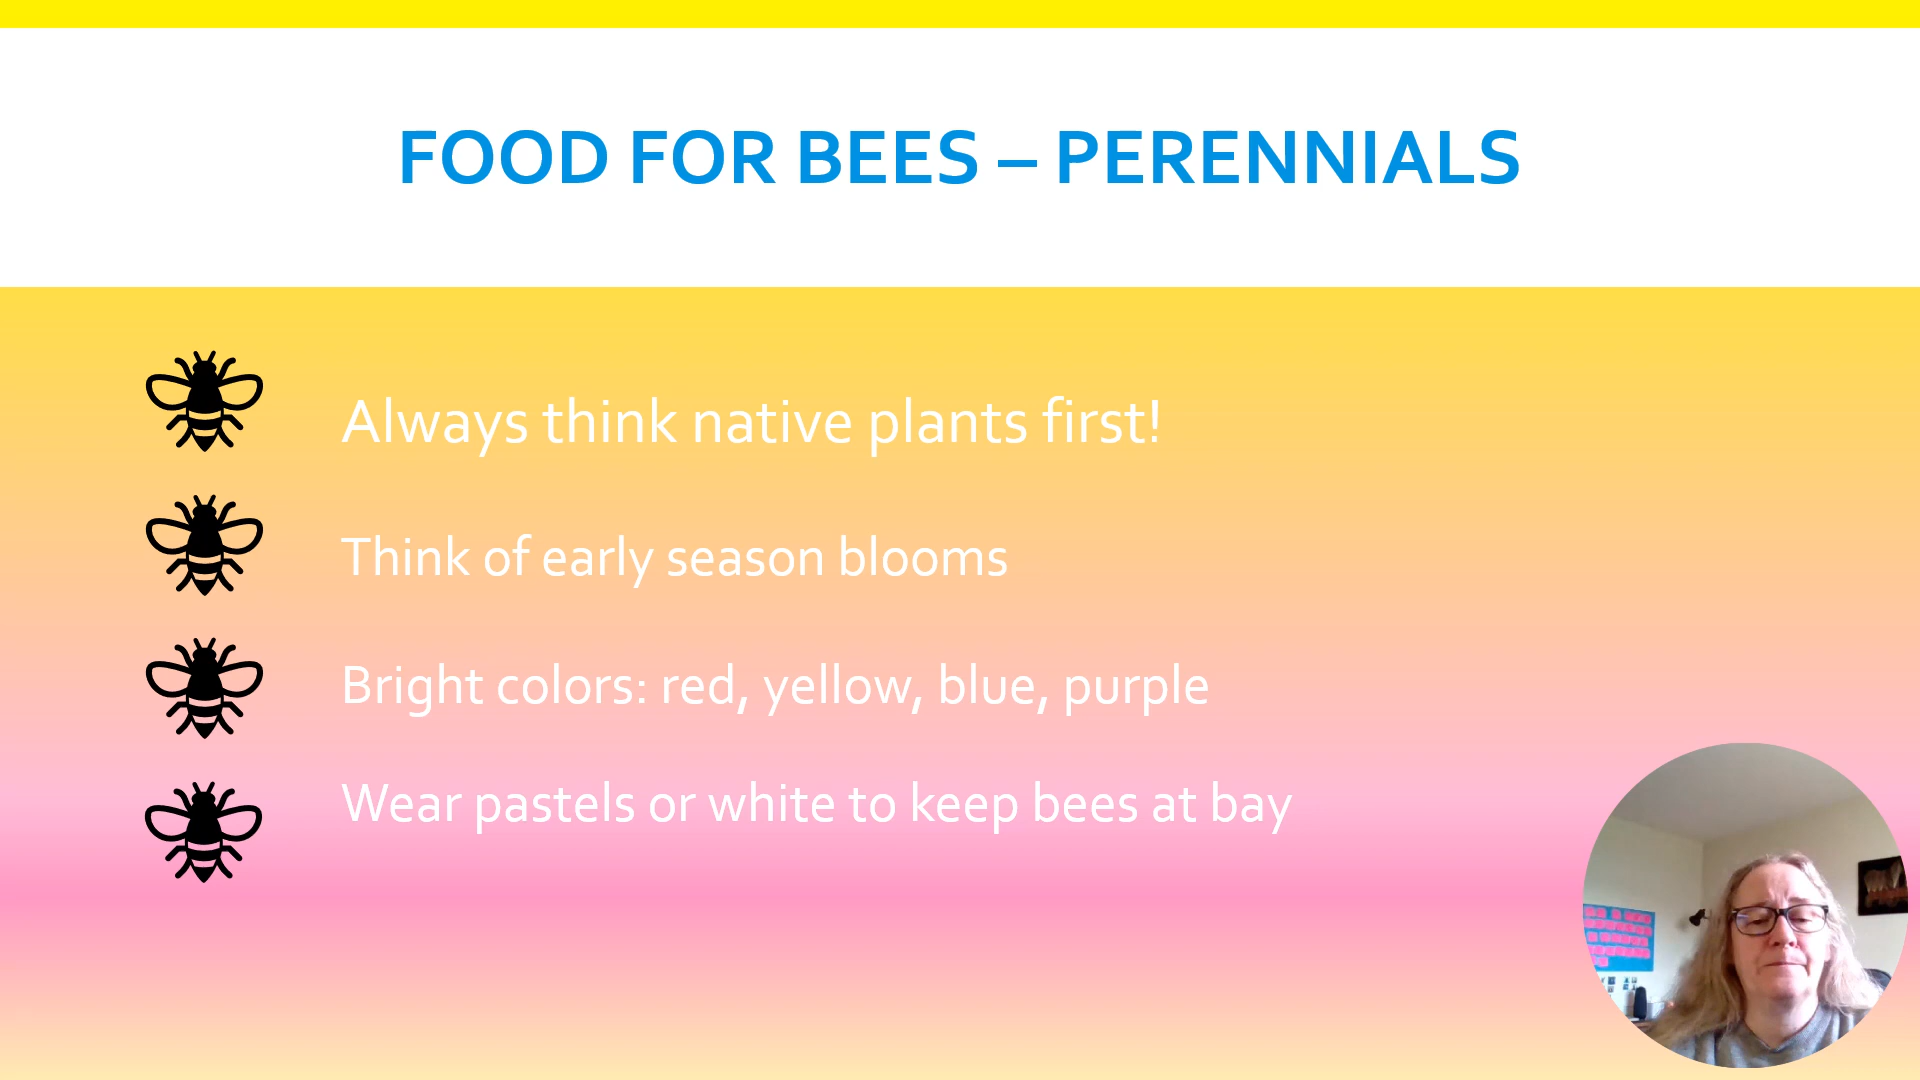 FOOD FOR BEES – PERENNIALS
Always think native plants first!
Think of early season blooms
Bright colors: red, yellow, blue, purple
Wear pastels or white to keep bees at bay